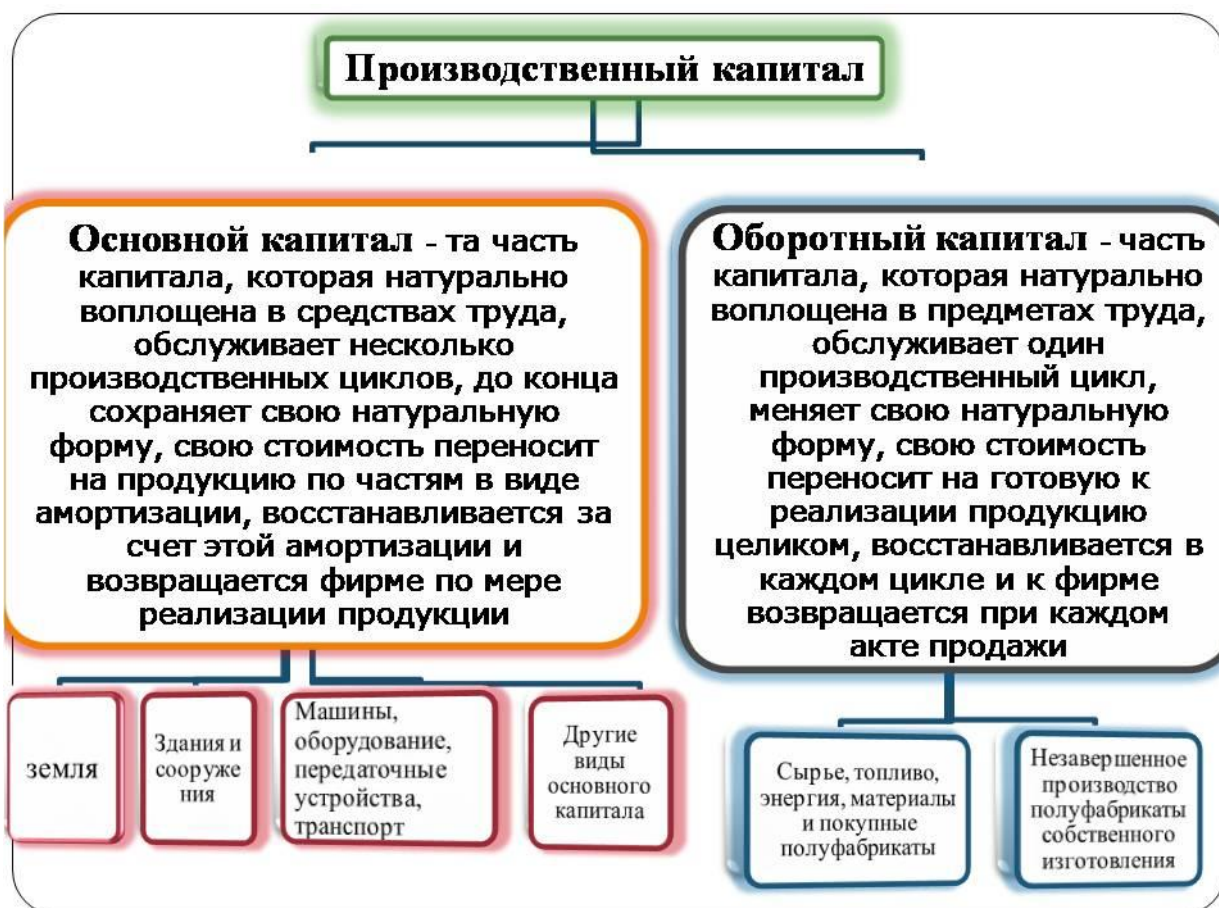 Производственный капитал
Основной капитал - та часть
капитала, которая натурально
воплощена в средствах труда,
обслуживает несколько
производственных циклов, до конца
сохраняет свою натуральную
форму, свою стоимость переносит
на продукцию по частям в виде
амортизации, восстанавливается за
счет этой амортизации и
возвращается фирме по мере
реализации продукции
Оборотный капитал - часть
капитала, которая натурально
воплощена в предметах труда,
обслуживает один
производственный цикл,
меняет свою натуральную
форму, свою стоимость
переносит на готовую к
реализации продукцию
целиком, восстанавливается в
каждом цикле и к фирме
возвращается при каждом
акте продажи
земля
Здания и
сооруже
ния
Машины,
оборудование,
передаточные
устройства,
транспорт
Другие
виды
основного
капитала
Сырье, топливо,
энергия, материалы
и покупные
полуфабрикаты
Незавершенное
производство
полуфабрикаты
собственного
изготовления